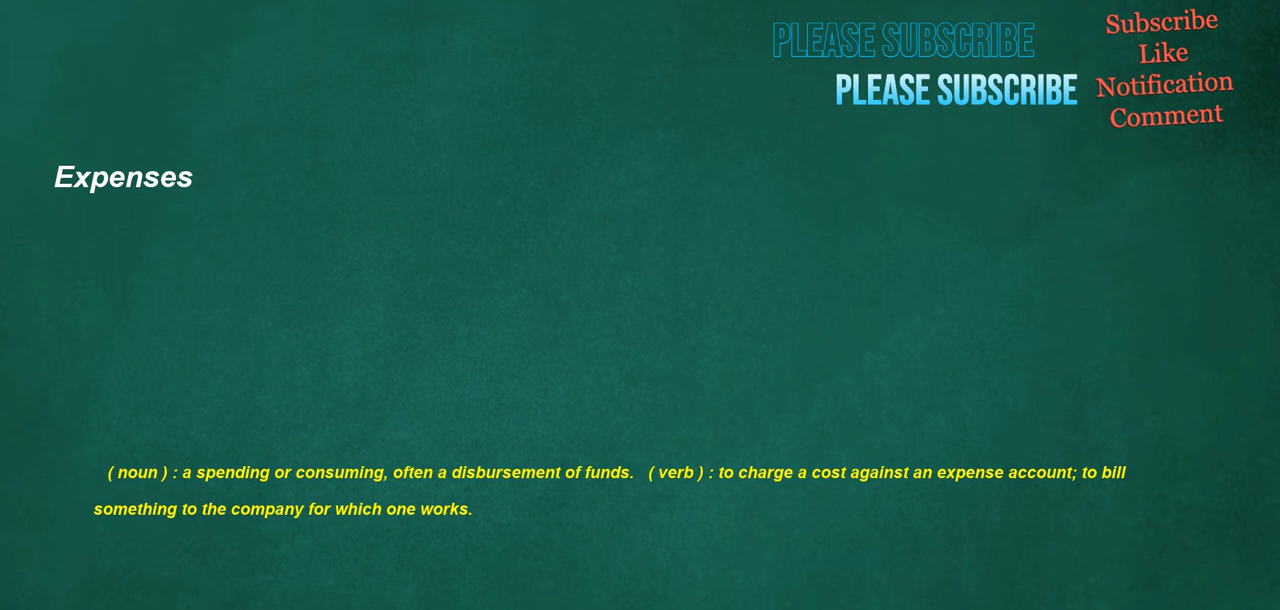 PLEASE SUBSCRIBE
PLEASE SUBSCRIBE
Subscribe
Like
Notification
Comment
Expenses
( noun ) : a spending or consuming, often a disbursement of funds. ( verb ) : to charge a cost against an expense account; to bill
something to the company for which one works.